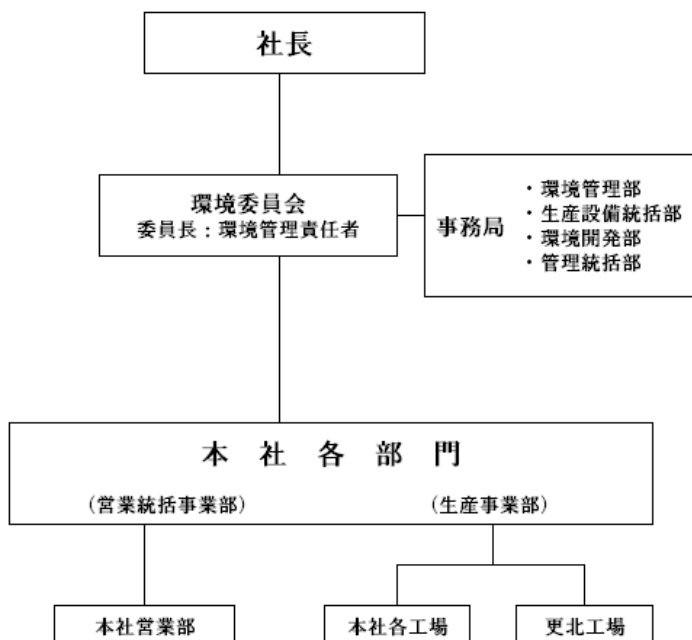 社長
環境委員会
委員長：環境管理責任者
事務局
・環境管理部
・生産設備統括部
・環境開発部
・管理統括部
本社各部門
（営業統括事業部）
（生産事業部）
本社営業部
本社各工場
更北工場